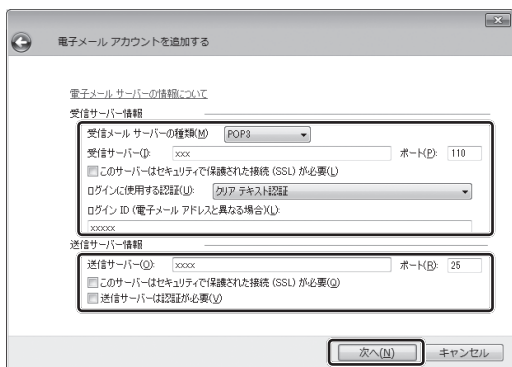 電子メール アカウントを追加する
電子メール サーバーの情報について
受信サーバー情報
受信メール サーバーの種類(M) POP3
受信サーバー(I): xxx ポート(P): 110
このサーバーはセキュリティで保護された接続 (SSL) が必要(L)
ログインに使用する認証(U): クリア テキスト認証
ログイン ID (電子メール アドレスと異なる場合)(L):
xxxxx
送信サーバー情報
送信サーバー(O): xxxx ポート(R): 25
このサーバーはセキュリティで保護された接続 (SSL) が必要(Q)
送信サーバーは認証が必要(V)
次へ(N) キャンセル